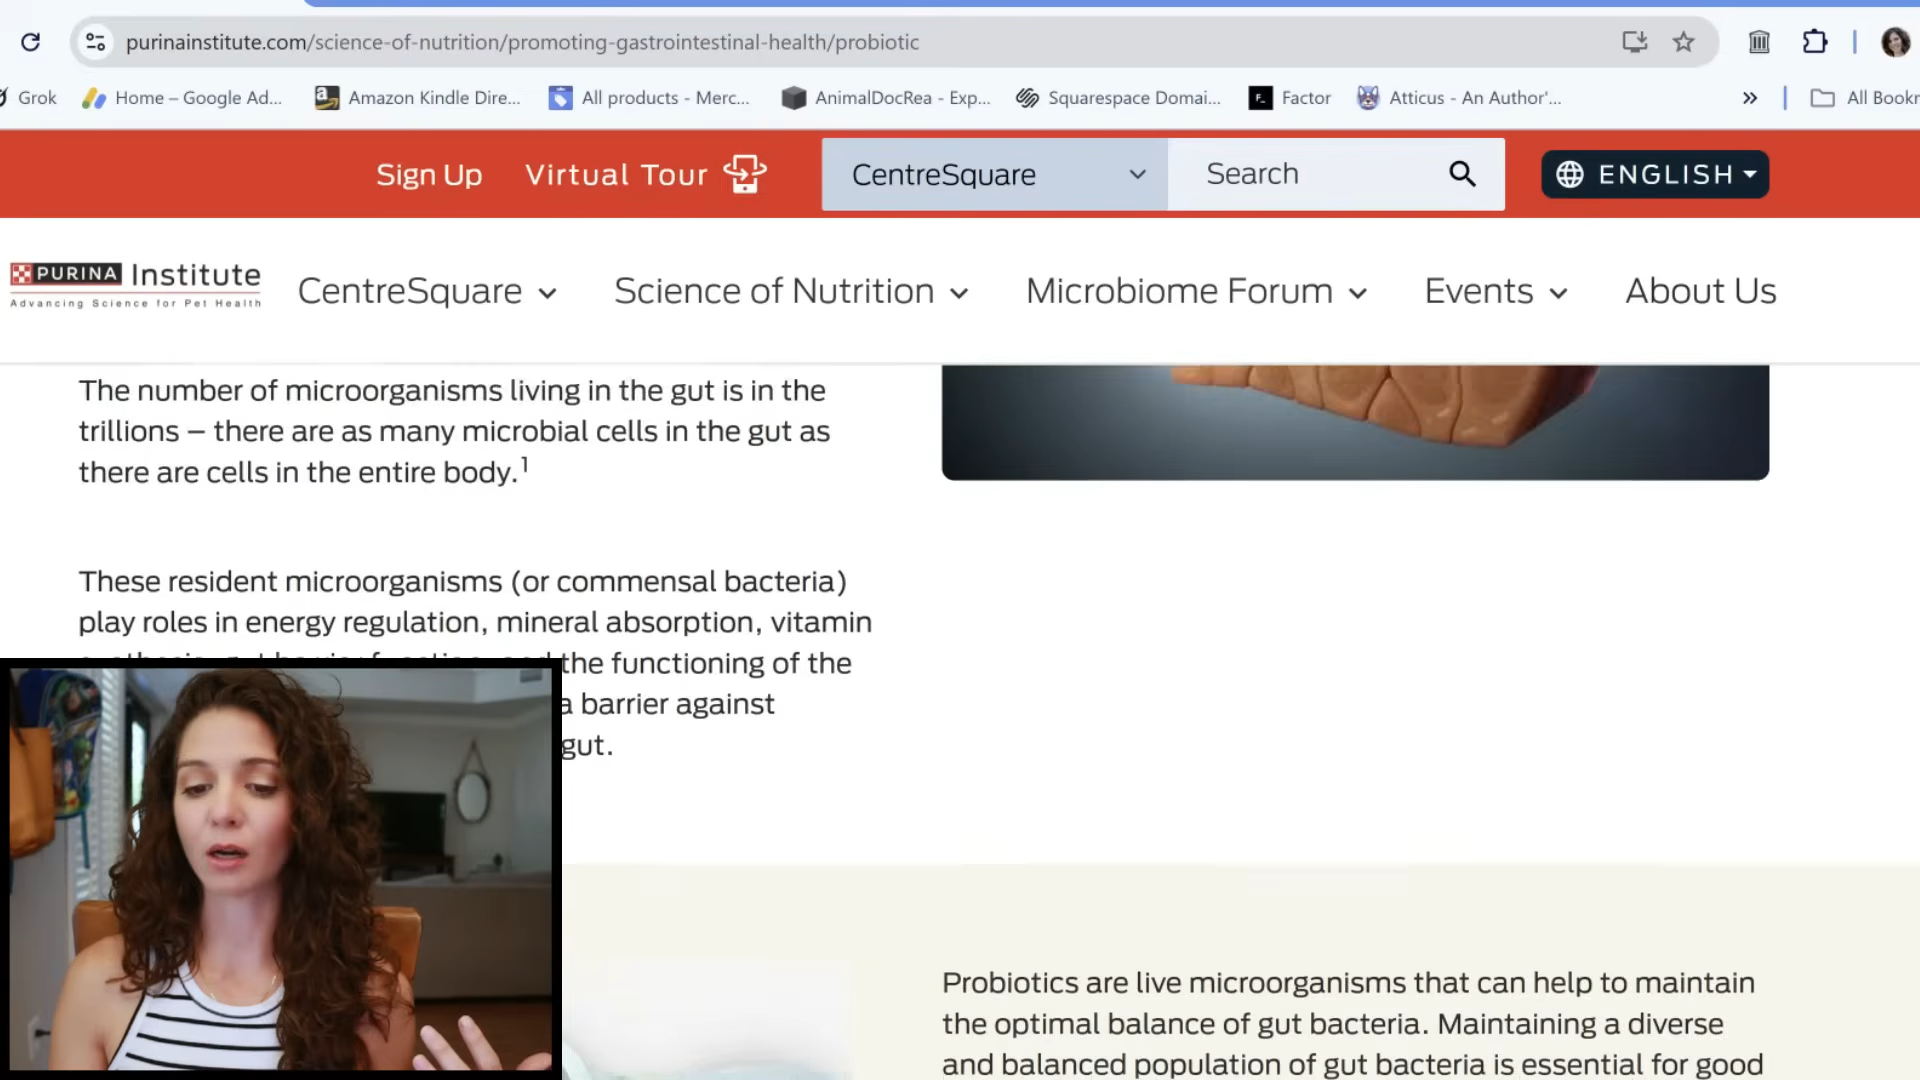 purinainstitute.com/science-of-nutrition/promoting-gastrointestinal-health/probiotic
Grok
Home – Google Ad...
Amazon Kindle Dire...
All products - Merc...
AnimalDocRea - Exp...
Squarespace Domai...
Factor
Atticus - An Author'...
All Bookr
Sign Up
Virtual Tour
CentreSquare
Search
ENGLISH
PURINA Institute
Advancing Science for Pet Health
CentreSquare
Science of Nutrition
Microbiome Forum
Events
About Us
The number of microorganisms living in the gut is in the
trillions – there are as many microbial cells in the gut as
there are cells in the entire body.1
These resident microorganisms (or commensal bacteria)
play roles in energy regulation, mineral absorption, vitamin
the functioning of the
a barrier against
gut.
Probiotics are live microorganisms that can help to maintain
the optimal balance of gut bacteria. Maintaining a diverse
and balanced population of gut bacteria is essential for good